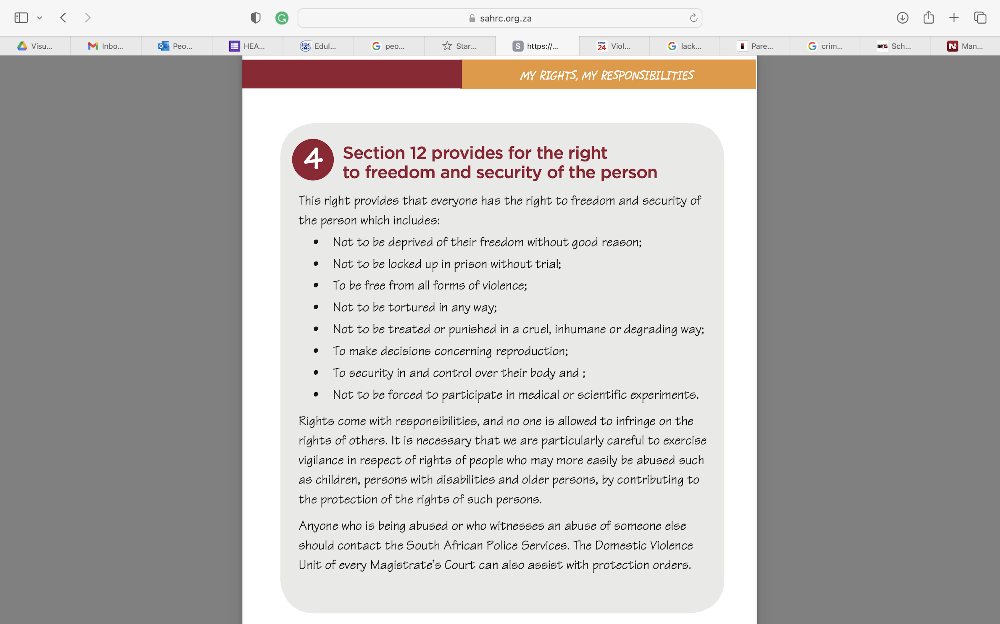 sahrc.org.za
Visu...
Inbo...
Peo...
HEA...
Edul...
peo...
Star...
S https://...
news 24 Viol...
lack...
Pare...
crim...
M&G Sch...
N Man...
MY RIGHTS, MY RESPONSIBILITIES
4
Section 12 provides for the right
to freedom and security of the person
This right provides that everyone has the right to freedom and security of
the person which includes:
• Not to be deprived of their freedom without good reason;
• Not to be locked up in prison without trial;
• To be free from all forms of violence;
• Not to be tortured in any way;
• Not to be treated or punished in a cruel, inhumane or degrading way;
• To make decisions concerning reproduction;
• To security in and control over their body and ;
• Not to be forced to participate in medical or scientific experiments.
Rights come with responsibilities, and no one is allowed to infringe on the
rights of others. It is necessary that we are particularly careful to exercise
vigilance in respect of rights of people who may more easily be abused such
as children, persons with disabilities and older persons, by contributing to
the protection of the rights of such persons.
Anyone who is being abused or who witnesses an abuse of someone else
should contact the South African Police Services. The Domestic Violence
Unit of every Magistrate’s Court can also assist with protection orders.